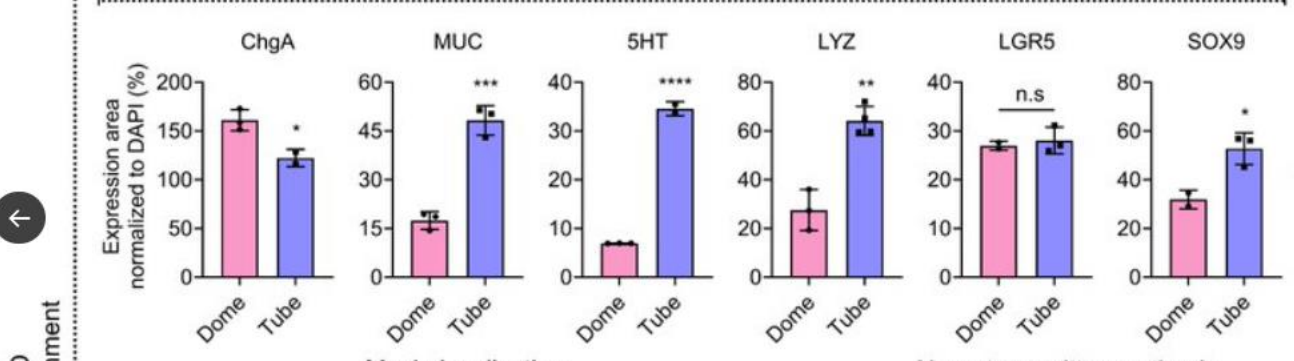 ChgA
MUC
5HT
LYZ
LGR5
SOX9
Expression area
normalized to DAPI (%)
200
150
100
50
0
*
Dome
Tube
60
45
30
15
0
***
Dome
Tube
40
30
20
10
0
****
Dome
Tube
80
60
40
20
0
**
Dome
Tube
40
30
20
10
0
n.s
Dome
Tube
80
60
40
20
0
*
Dome
Tube